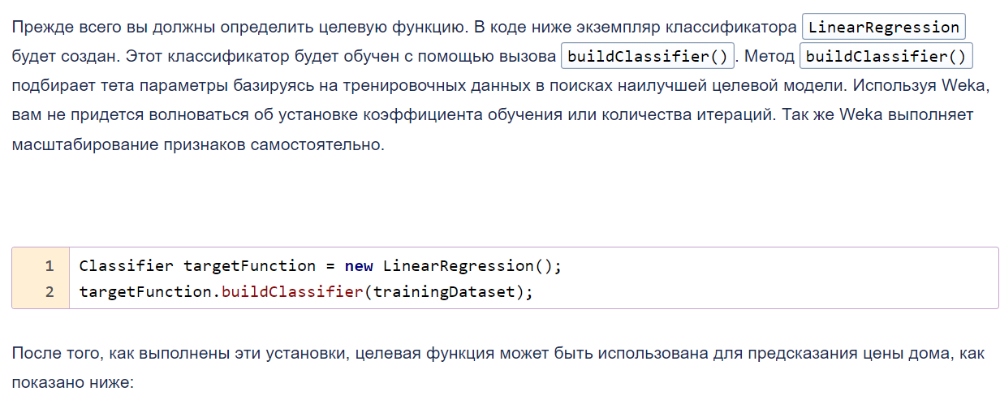 Прежде всего вы должны определить целевую функцию. В коде ниже экземпляр классификатора LinearRegression
будет создан. Этот классификатор будет обучен с помощью вызова buildClassifier() . Метод buildClassifier()
подбирает тета параметры базируясь на тренировочных данных в поисках наилучшей целевой модели. Используя Weka,
вам не придется волноваться об установке коэффициента обучения или количества итераций. Так же Weka выполняет
масштабирование признаков самостоятельно.
1 Classifier targetFunction = new LinearRegression();
2 targetFunction.buildClassifier(trainingDataset);
После того, как выполнены эти установки, целевая функция может быть использована для предсказания цены дома, как
показано ниже: